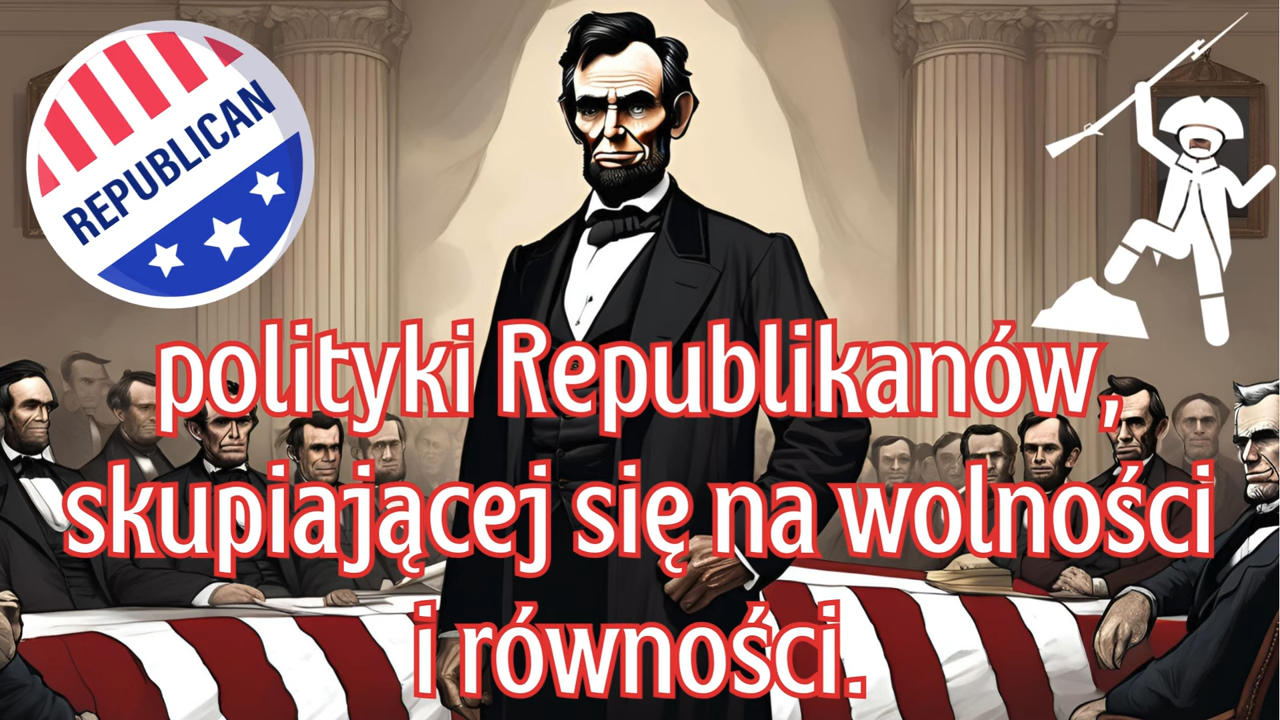 REPUBLICAN
polityki Republikanów,
skupiającej się na wolności
i równości.